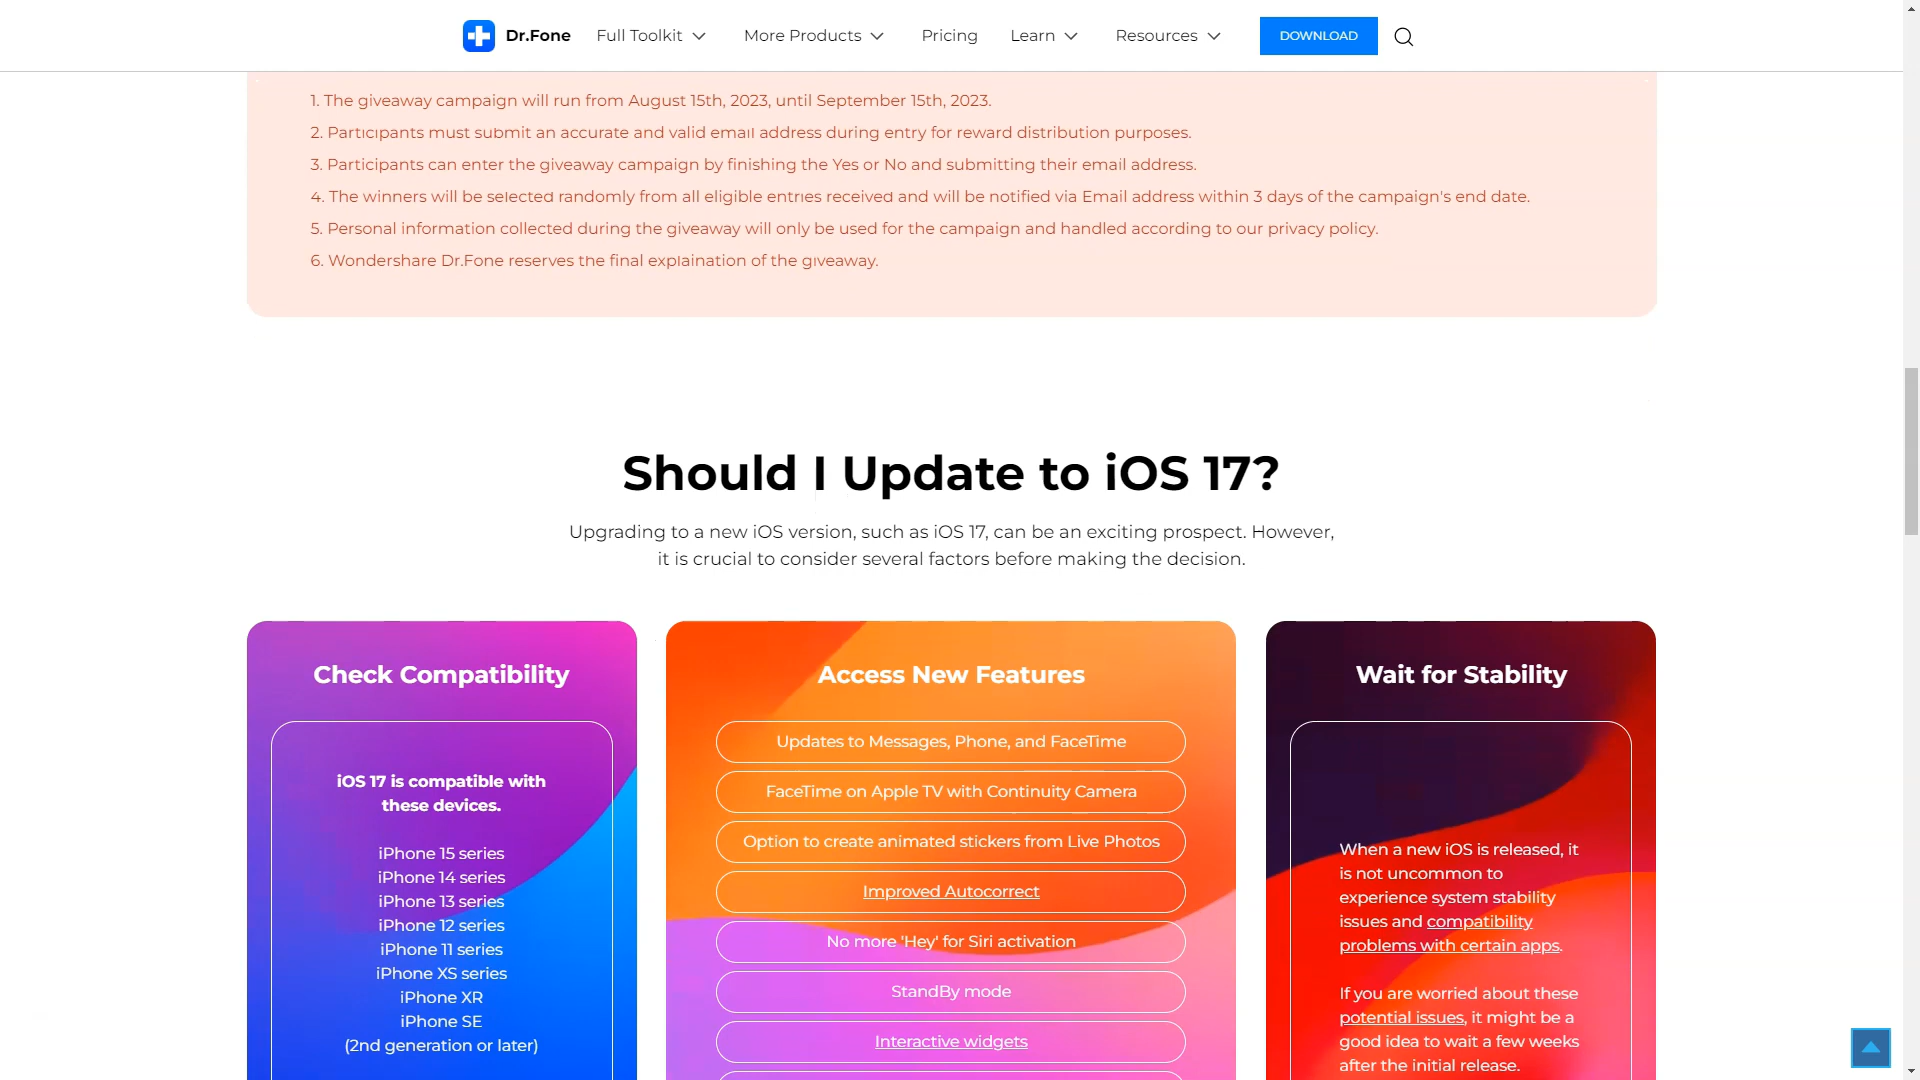 Dr.Fone Full Toolkit More Products Pricing Learn Resources DOWNLOAD
1. The giveaway campaign will run from August 15th, 2023, until September 15th, 2023.
2. Participants must submit an accurate and valid email address during entry for reward distribution purposes.
3. Participants can enter the giveaway campaign by finishing the Yes or No and submitting their email address.
4. The winners will be selected randomly from all eligible entries received and will be notified via Email address within 3 days of the campaign's end date.
5. Personal information collected during the giveaway will only be used for the campaign and handled according to our privacy policy.
6. Wondershare Dr.Fone reserves the final explaination of the giveaway.
Should I Update to iOS 17?
Upgrading to a new iOS version, such as iOS 17, can be an exciting prospect. However,
it is crucial to consider several factors before making the decision.
Check Compatibility
iOS 17 is compatible with
these devices.
iPhone 15 series
iPhone 14 series
iPhone 13 series
iPhone 12 series
iPhone 11 series
iPhone XS series
iPhone XR
iPhone SE
(2nd generation or later)
Access New Features
Updates to Messages, Phone, and FaceTime
FaceTime on Apple TV with Continuity Camera
Option to create animated stickers from Live Photos
Improved Autocorrect
No more 'Hey' for Siri activation
StandBy mode
Interactive widgets
Wait for Stability
When a new iOS is released, it
is not uncommon to
experience system stability
issues and compatibility
problems with certain apps.
If you are worried about these
potential issues, it might be a
good idea to wait a few weeks
after the initial release.